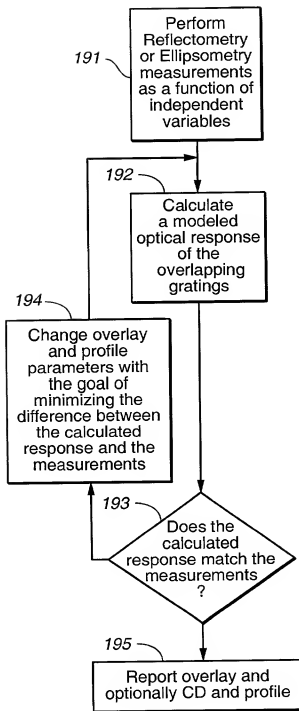 191
Perform
Reflectometry
or Ellipsometry
measurements
as a function of
independent
variables
192
Calculate
a modeled
optical response
of the
overlapping
gratings
194
Change overlay
and profile
parameters with
the goal of
minimizing the
difference between
the calculated
response and the
measurements
193
Does the
calculated
response match the
measurements
?
195
Report overlay and
optionally CD and profile